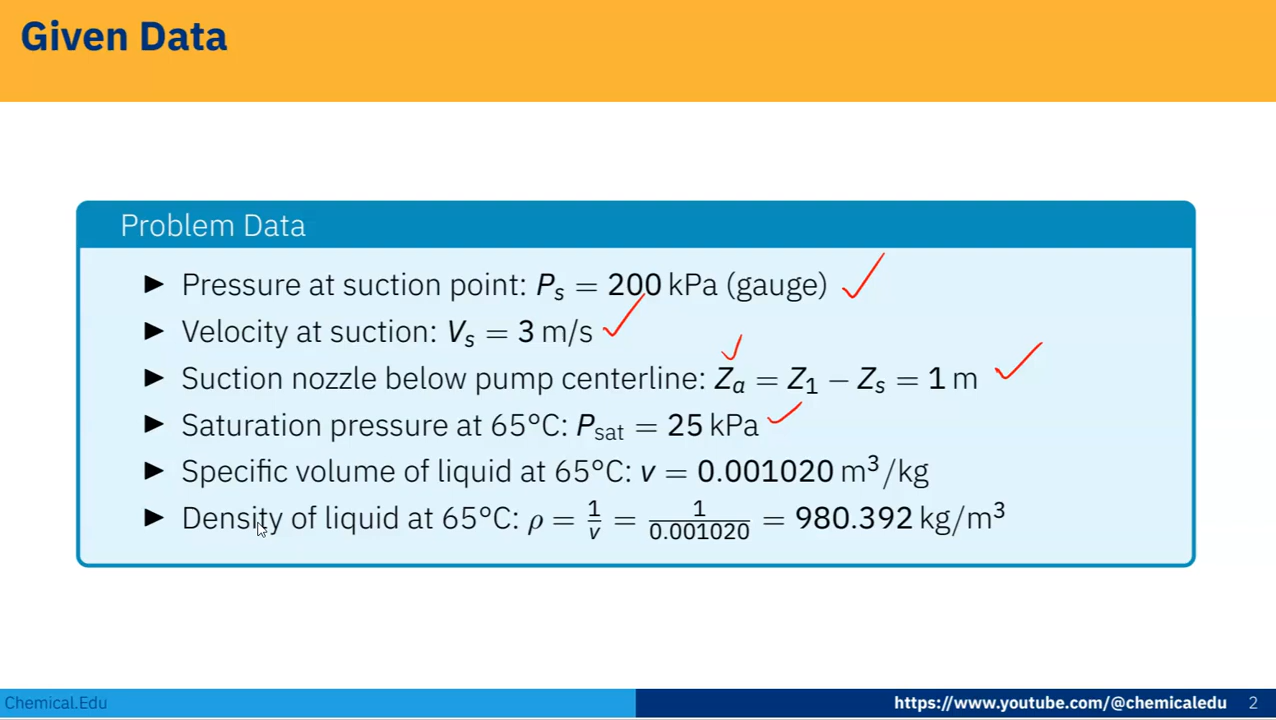 Given Data
Problem Data
► Pressure at suction point: Pₛ = 200 kPa (gauge)
► Velocity at suction: Vₛ = 3 m/s
► Suction nozzle below pump centerline: Zₐ = Z₁ − Zₛ = 1 m
► Saturation pressure at 65°C: P_sat = 25 kPa
► Specific volume of liquid at 65°C: v = 0.001020 m³/kg
► Density of liquid at 65°C: ρ = 1/v = 1/0.001020 = 980.392 kg/m³
Chemical.Edu https://www.youtube.com/@chemicaledu 2